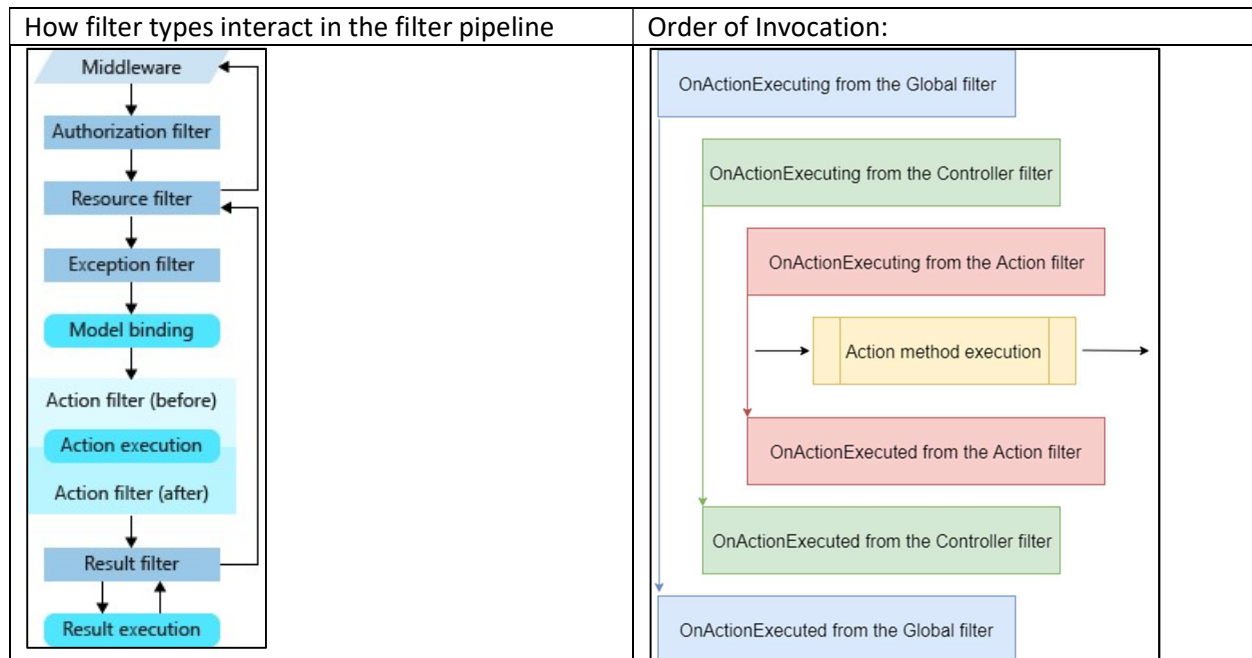 How filter types interact in the filter pipeline
Middleware
Authorization filter
Resource filter
Exception filter
Model binding
Action filter (before)
Action execution
Action filter (after)
Result filter
Result execution
Order of Invocation:
OnActionExecuting from the Global filter
OnActionExecuting from the Controller filter
OnActionExecuting from the Action filter
Action method execution
OnActionExecuted from the Action filter
OnActionExecuted from the Controller filter
OnActionExecuted from the Global filter